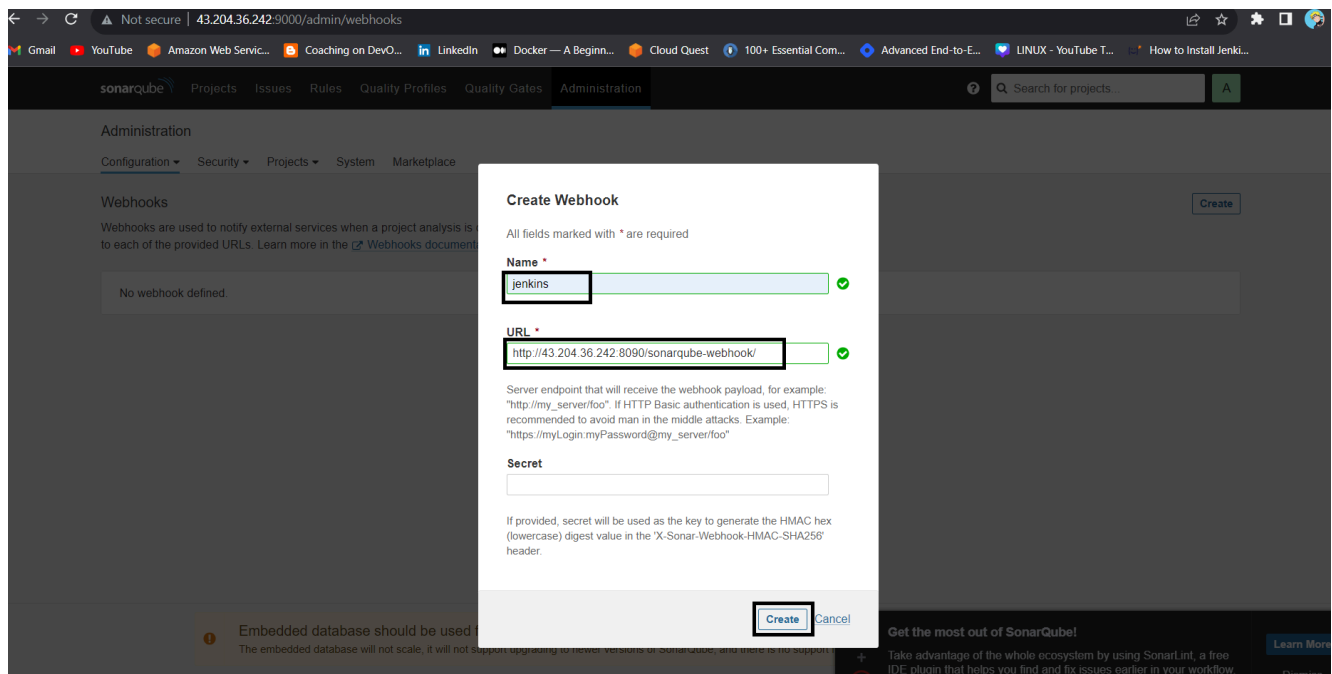 Not secure | 43.204.36.242:9000/admin/webhooks
Gmail YouTube Amazon Web Servic... Coaching on DevO... LinkedIn Docker — A Beginn... Cloud Quest 100+ Essential Com... Advanced End-to-E... LINUX - YouTube T... How to Install Jenki...
sonarqube Projects Issues Rules Quality Profiles Quality Gates Administration ? Search for projects... A
Administration
Configuration Security Projects System Marketplace
Webhooks
Create
Webhooks are used to notify external services when a project analysis is
to each of the provided URLs. Learn more in the Webhooks documenta
No webhook defined.
Create Webhook
All fields marked with * are required
Name *
jenkins
URL *
http://43.204.36.242:8090/sonarqube-webhook/
Server endpoint that will receive the webhook payload, for example:
"http://my_server/foo". If HTTP Basic authentication is used, HTTPS is
recommended to avoid man in the middle attacks. Example:
"https://myLogin:myPassword@my_server/foo"
Secret
If provided, secret will be used as the key to generate the HMAC hex
(lowercase) digest value in the 'X-Sonar-Webhook-HMAC-SHA256'
header.
Create Cancel
Embedded database should be used f
The embedded database will not scale, it will not support upgrading to newer versions of SonarQube, and there is no support
Get the most out of SonarQube!
Take advantage of the whole ecosystem by using SonarLint, a free
IDE plugin that helps you find and fix issues earlier in your workflow.
Learn More